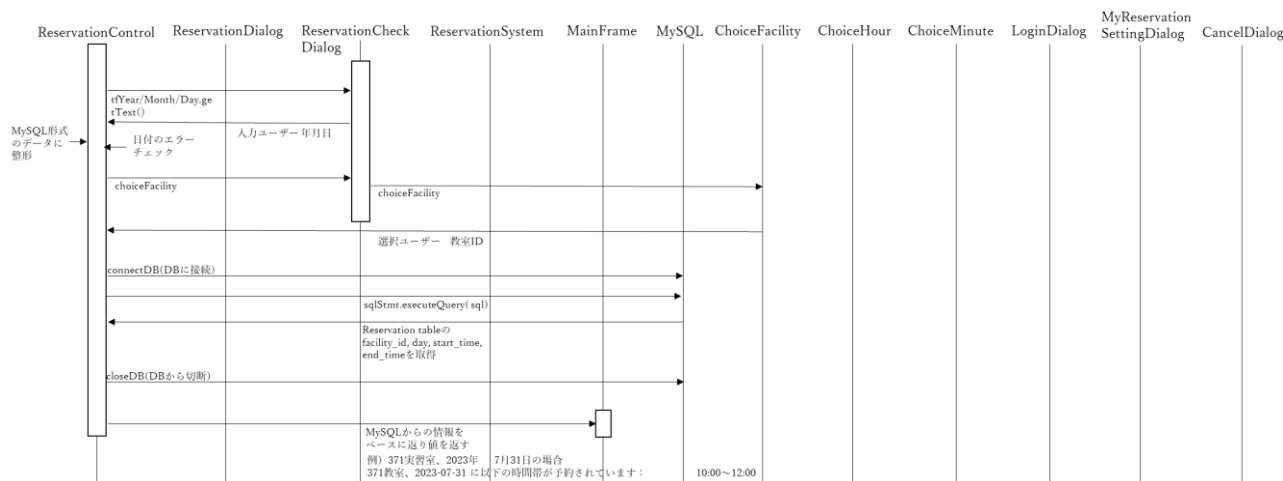 ReservationControl
ReservationDialog
ReservationCheck
Dialog
ReservationSystem
MainFrame
MySQL
ChoiceFacility
ChoiceHour
ChoiceMinute
LoginDialog
MyReservation
SettingDialog
CancelDialog
tfYear/Month/Day.ge
tText()
入力ユーザー 年月日
MySQL形式
のデータに
整形
日付のエラー
チェック
choiceFacility
choiceFacility
選択ユーザー　教室ID
connectDB(DBに接続)
sqlStmt.executeQuery(sql)
Reservation tableの
facility_id, day, start_time,
end_timeを取得
closeDB(DBから切断)
MySQLからの情報を
ベースに返り値を返す
例）371実習室、2023年　7月31日の場合
371教室、2023-07-31 に以下の時間帯が予約されています：　10:00〜12:00